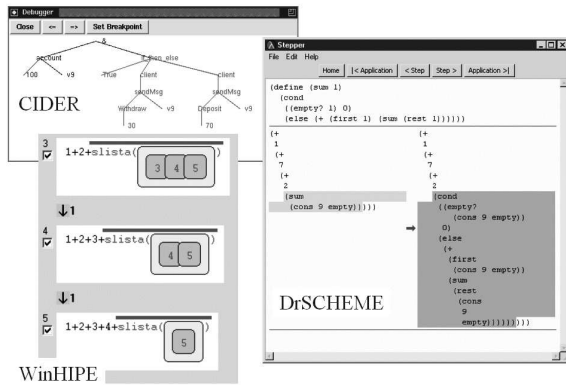 Debugger
Close <= => Set Breakpoint
&
account if_then_else
100 v9 True client client
sendMsg sendMsg
Withdraw v9 Deposit v9
30 70
CIDER
3
1+2+slista( 3 4 5 )
↓1
4
1+2+3+slista( 4 5 )
↓1
5
1+2+3+4+slista( 5 )
WinHIPE
Stepper
File Edit Help
Home |< Application < Step Step > Application >|
(define (sum l)
(cond
((empty? l) 0)
(else (+ (first l) (sum (rest l))))))
(+
1
(+
7
(+
2
(sum
(cons 9 empty)))))
(+
1
(+
7
(+
2
(cond
((empty?
(cons 9 empty))
0)
(else
(+
(first
(cons 9 empty))
(sum
(rest
(cons
9
empty)))))))))
DrSCHEME